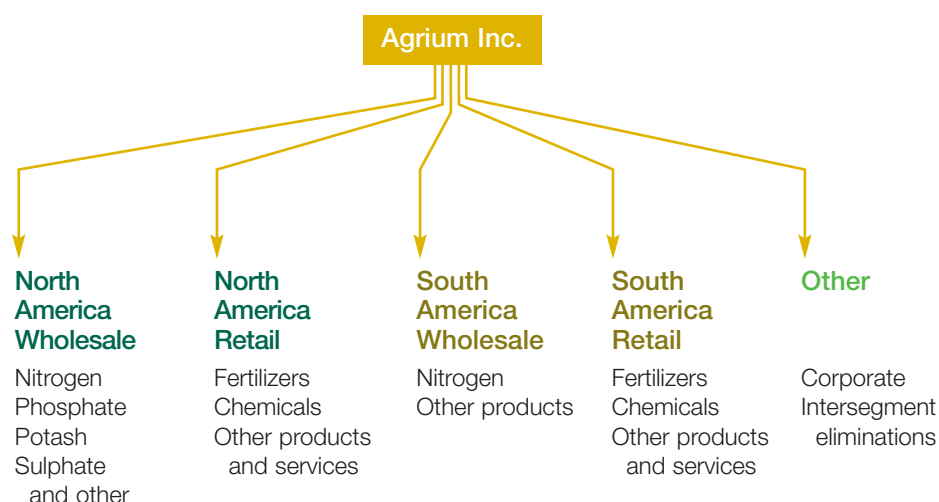 Agrium Inc.
North
America
Wholesale
Nitrogen
Phosphate
Potash
Sulphate
and other
North
America
Retail
Fertilizers
Chemicals
Other products
and services
South
America
Wholesale
Nitrogen
Other products
South
America
Retail
Fertilizers
Chemicals
Other products
and services
Other
Corporate
Intersegment
eliminations